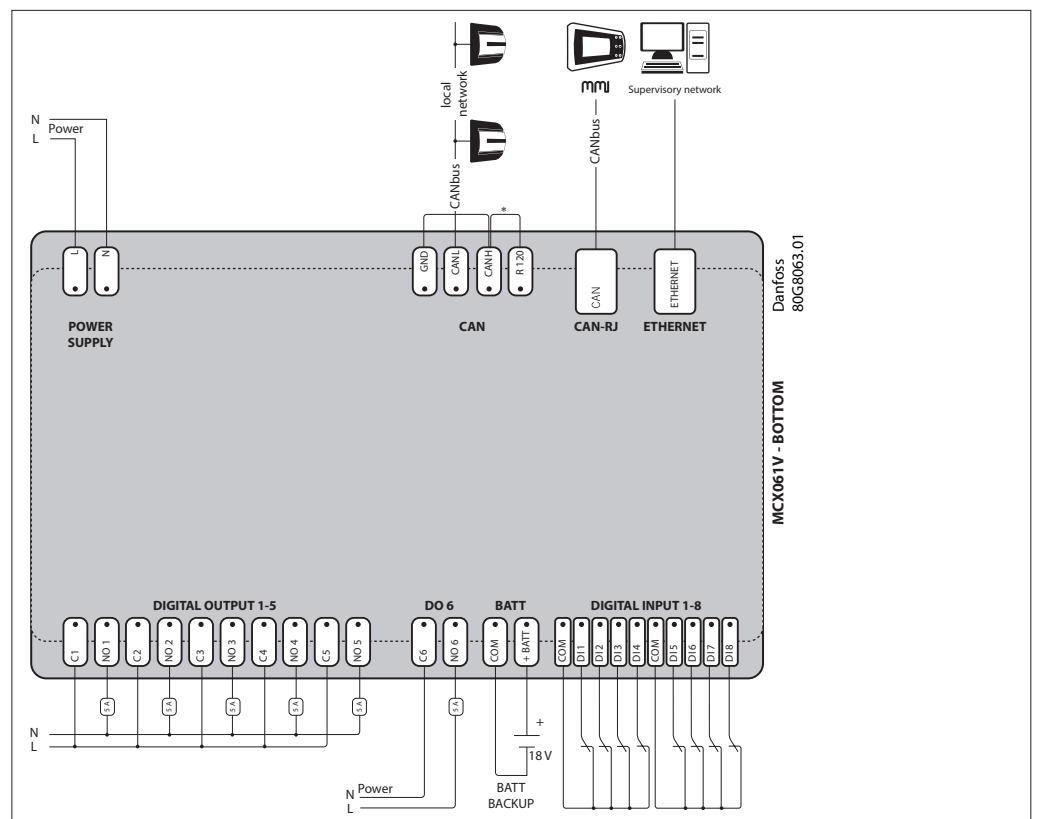 local
network
mmi
Supervisory network
CANbus
CANbus
N
Power
L
*
L
N
GND
CANL
CANH
R 120
CAN
ETHERNET
POWER
SUPPLY
CAN
CAN-RJ
ETHERNET
Danfoss
80G8063.01
MCX061V - BOTTOM
DIGITAL OUTPUT 1-5
DO 6
BATT
DIGITAL INPUT 1-8
C1
NO 1
C2
NO 2
C3
NO 3
C4
NO 4
C5
NO 5
C6
NO 6
COM
+ BATT
COM
DI1
DI2
DI3
DI4
COM
DI5
DI6
DI7
DI8
5 A
5 A
5 A
5 A
5 A
5 A
N
L
+
18 V
N Power
L
BATT
BACKUP